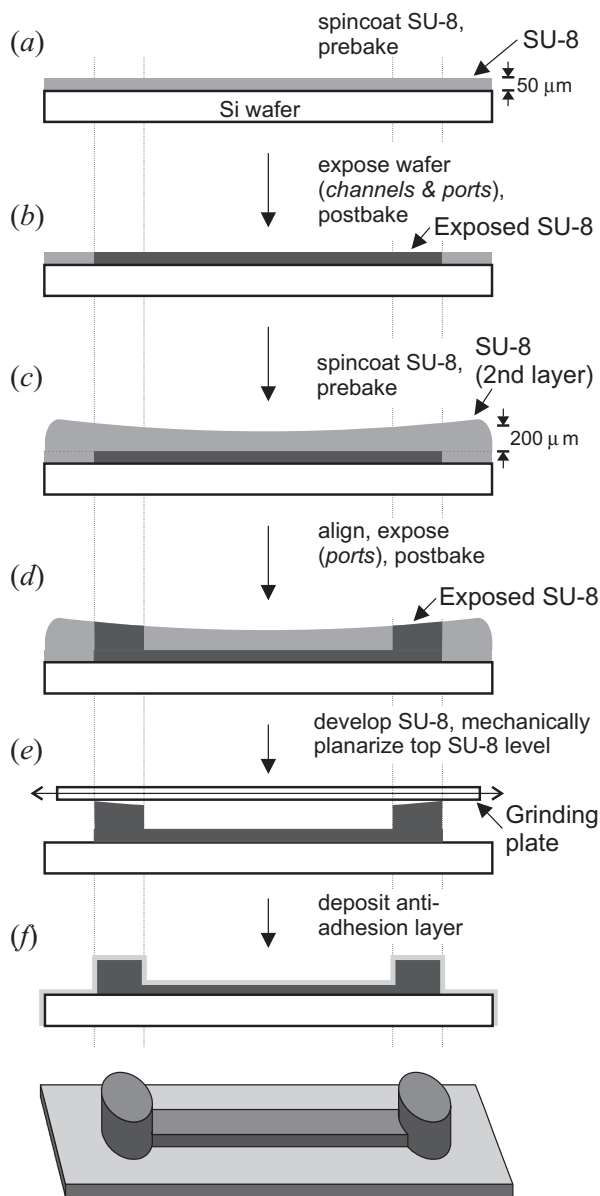 (a)
spincoat SU-8,
prebake
SU-8
50 μm
Si wafer
expose wafer
(channels & ports),
postbake
(b)
Exposed SU-8
spincoat SU-8,
prebake
(c)
SU-8
(2nd layer)
200 μ m
align, expose
(ports), postbake
(d)
Exposed SU-8
develop SU-8, mechanically
planarize top SU-8 level
(e)
Grinding
plate
deposit anti-
adhesion layer
(f)